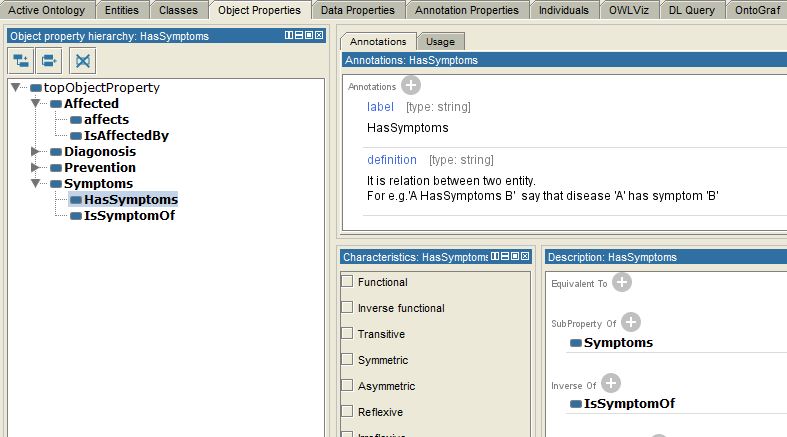 Active Ontology Entities Classes Object Properties Data Properties Annotation Properties Individuals OWLViz DL Query OntoGraf
Object property hierarchy: HasSymptoms
topObjectProperty
Affected
affects
IsAffectedBy
Diagonosis
Prevention
Symptoms
HasSymptoms
IsSymptomOf
Annotations Usage
Annotations: HasSymptoms
Annotations
label [type: string]
HasSymptoms
definition [type: string]
It is relation between two entity.
For e.g.'A HasSymptoms B' say that disease 'A' has symptom 'B'
Characteristics: HasSymptoms
Functional
Inverse functional
Transitive
Symmetric
Asymmetric
Reflexive
Irreflexive
Description: HasSymptoms
Equivalent To
SubProperty Of
Symptoms
Inverse Of
IsSymptomOf